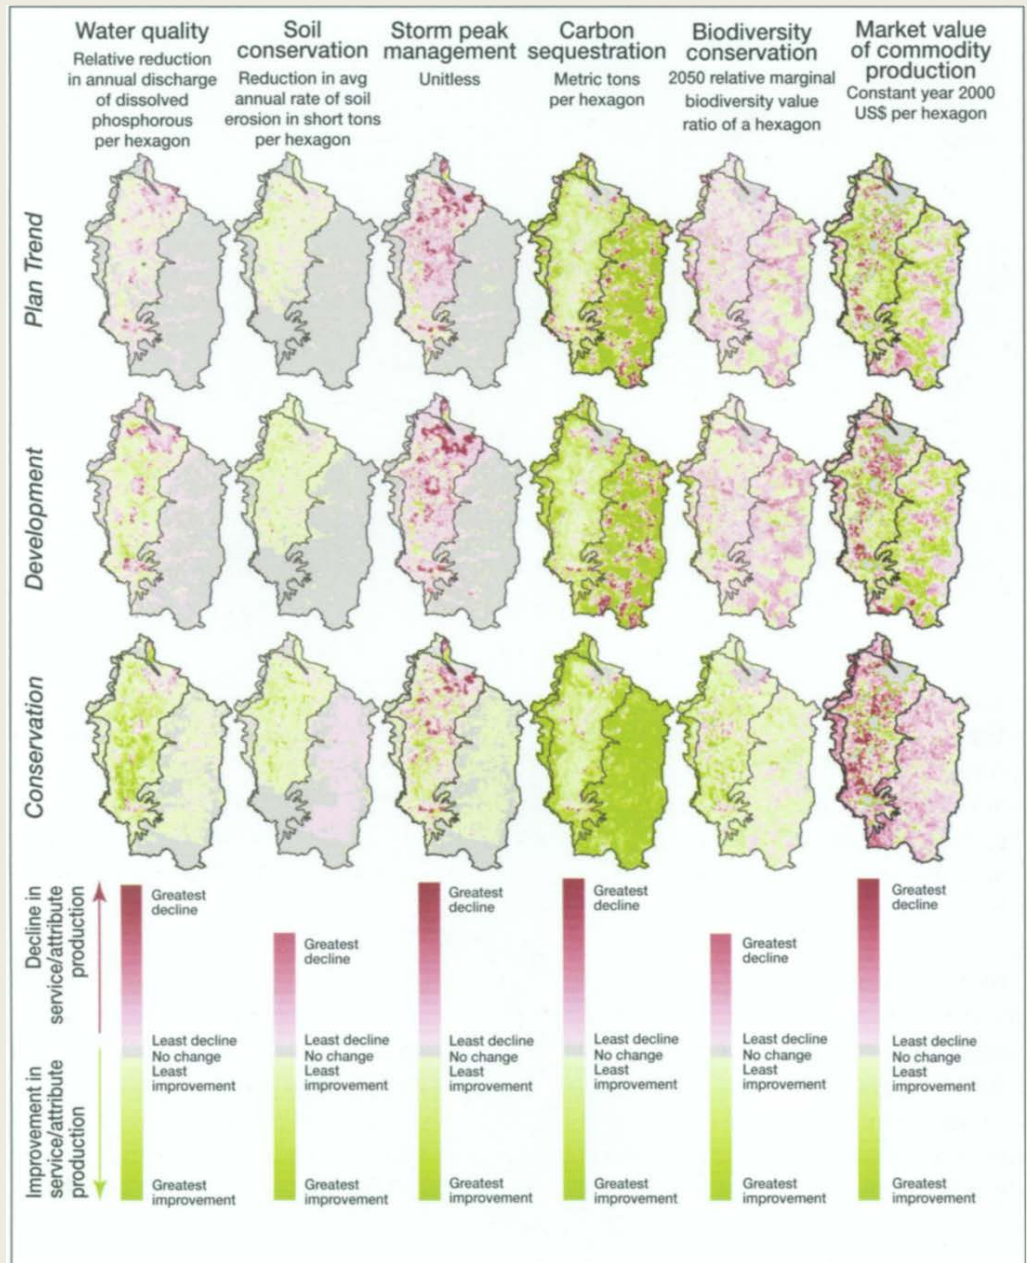 Water quality
Relative reduction
in annual discharge
of dissolved
phosphorous
per hexagon
Soil
conservation
Reduction in avg
annual rate of soil
erosion in short tons
per hexagon
Storm peak
management
Unitless
Carbon
sequestration
Metric tons
per hexagon
Biodiversity
conservation
2050 relative marginal
biodiversity value
ratio of a hexagon
Market value
of commodity
production
Constant year 2000
US$ per hexagon
Plan Trend
Development
Conservation
Decline in
service/attribute
production
Improvement in
service/attribute
production
Greatest
decline
Least decline
No change
Least
improvement
Greatest
improvement
Greatest
decline
Least decline
No change
Least
improvement
Greatest
improvement
Greatest
decline
Least decline
No change
Least
improvement
Greatest
improvement
Greatest
decline
Least decline
No change
Least
improvement
Greatest
improvement
Greatest
decline
Least decline
No change
Least
improvement
Greatest
improvement
Greatest
decline
Least decline
No change
Least
improvement
Greatest
improvement